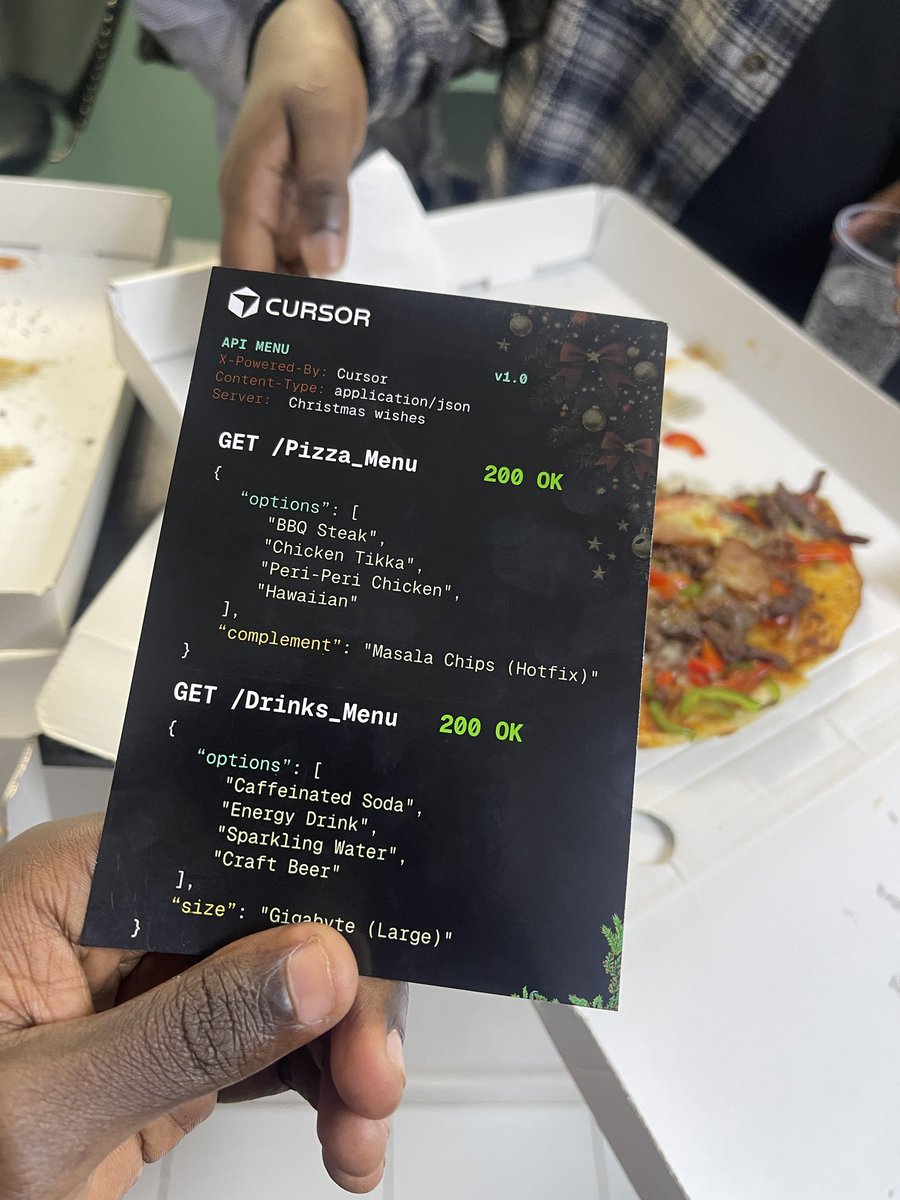 CURSOR
API MENU
X-Powered-By: Cursor v1.0
Content-Type: application/json
Server: Christmas wishes
GET /Pizza_Menu 200 OK
{
“options”: [
"BBQ Steak",
"Chicken Tikka",
"Peri-Peri Chicken",
"Hawaiian"
],
“complement”: "Masala Chips (Hotfix)"
}
GET /Drinks_Menu 200 OK
{
“options”: [
"Caffeinated Soda",
"Energy Drink",
"Sparkling Water",
"Craft Beer"
],
“size”: "Gigabyte (Large)"
}